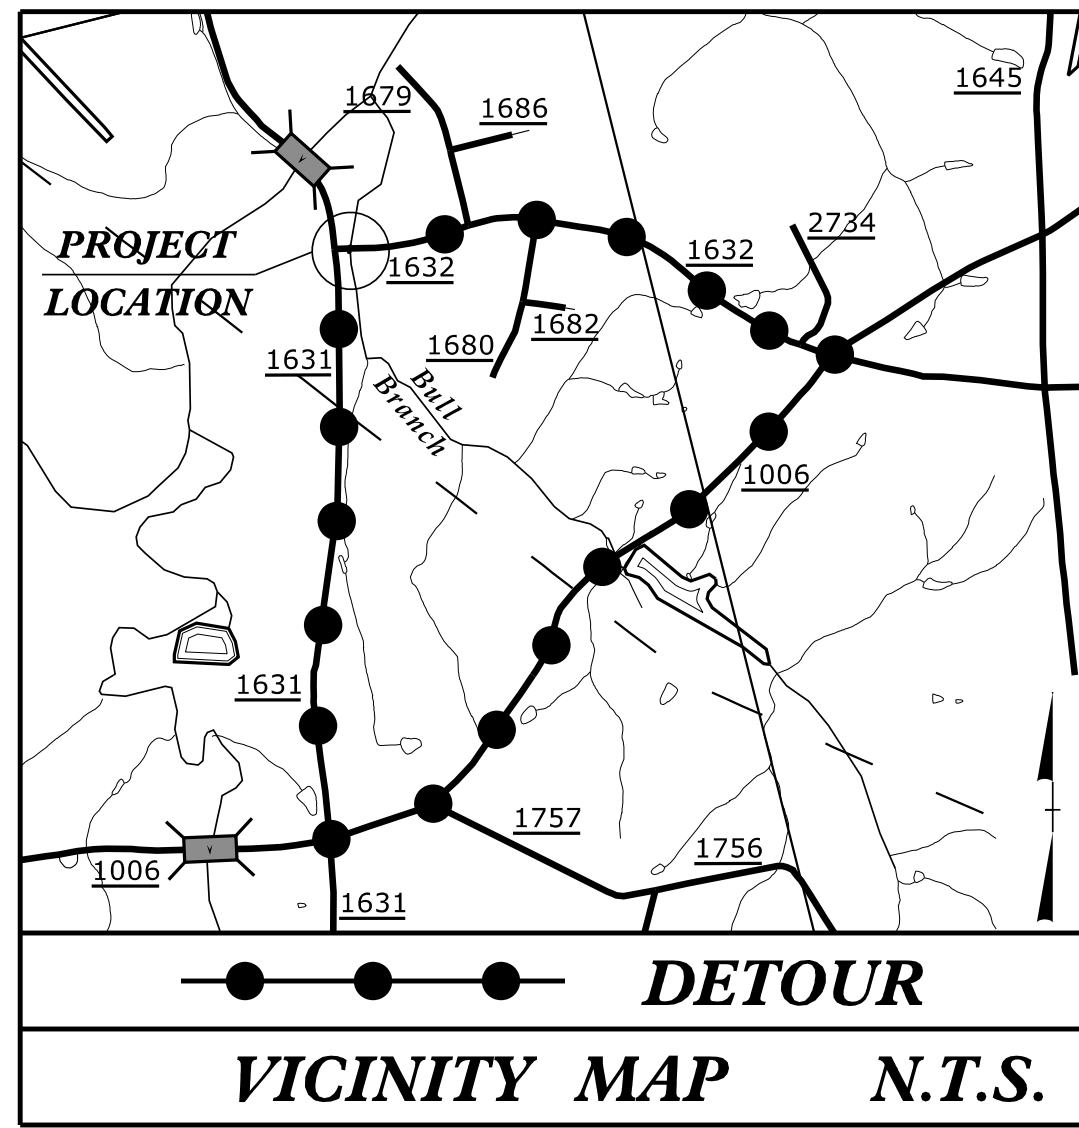 1645
1679
1686
2734
PROJECT
LOCATION
1632
1632
1682
1680
1631
Bull
Branch
1006
1631
1757
1756
1006
1631
DETOUR
VICINITY MAP N.T.S.